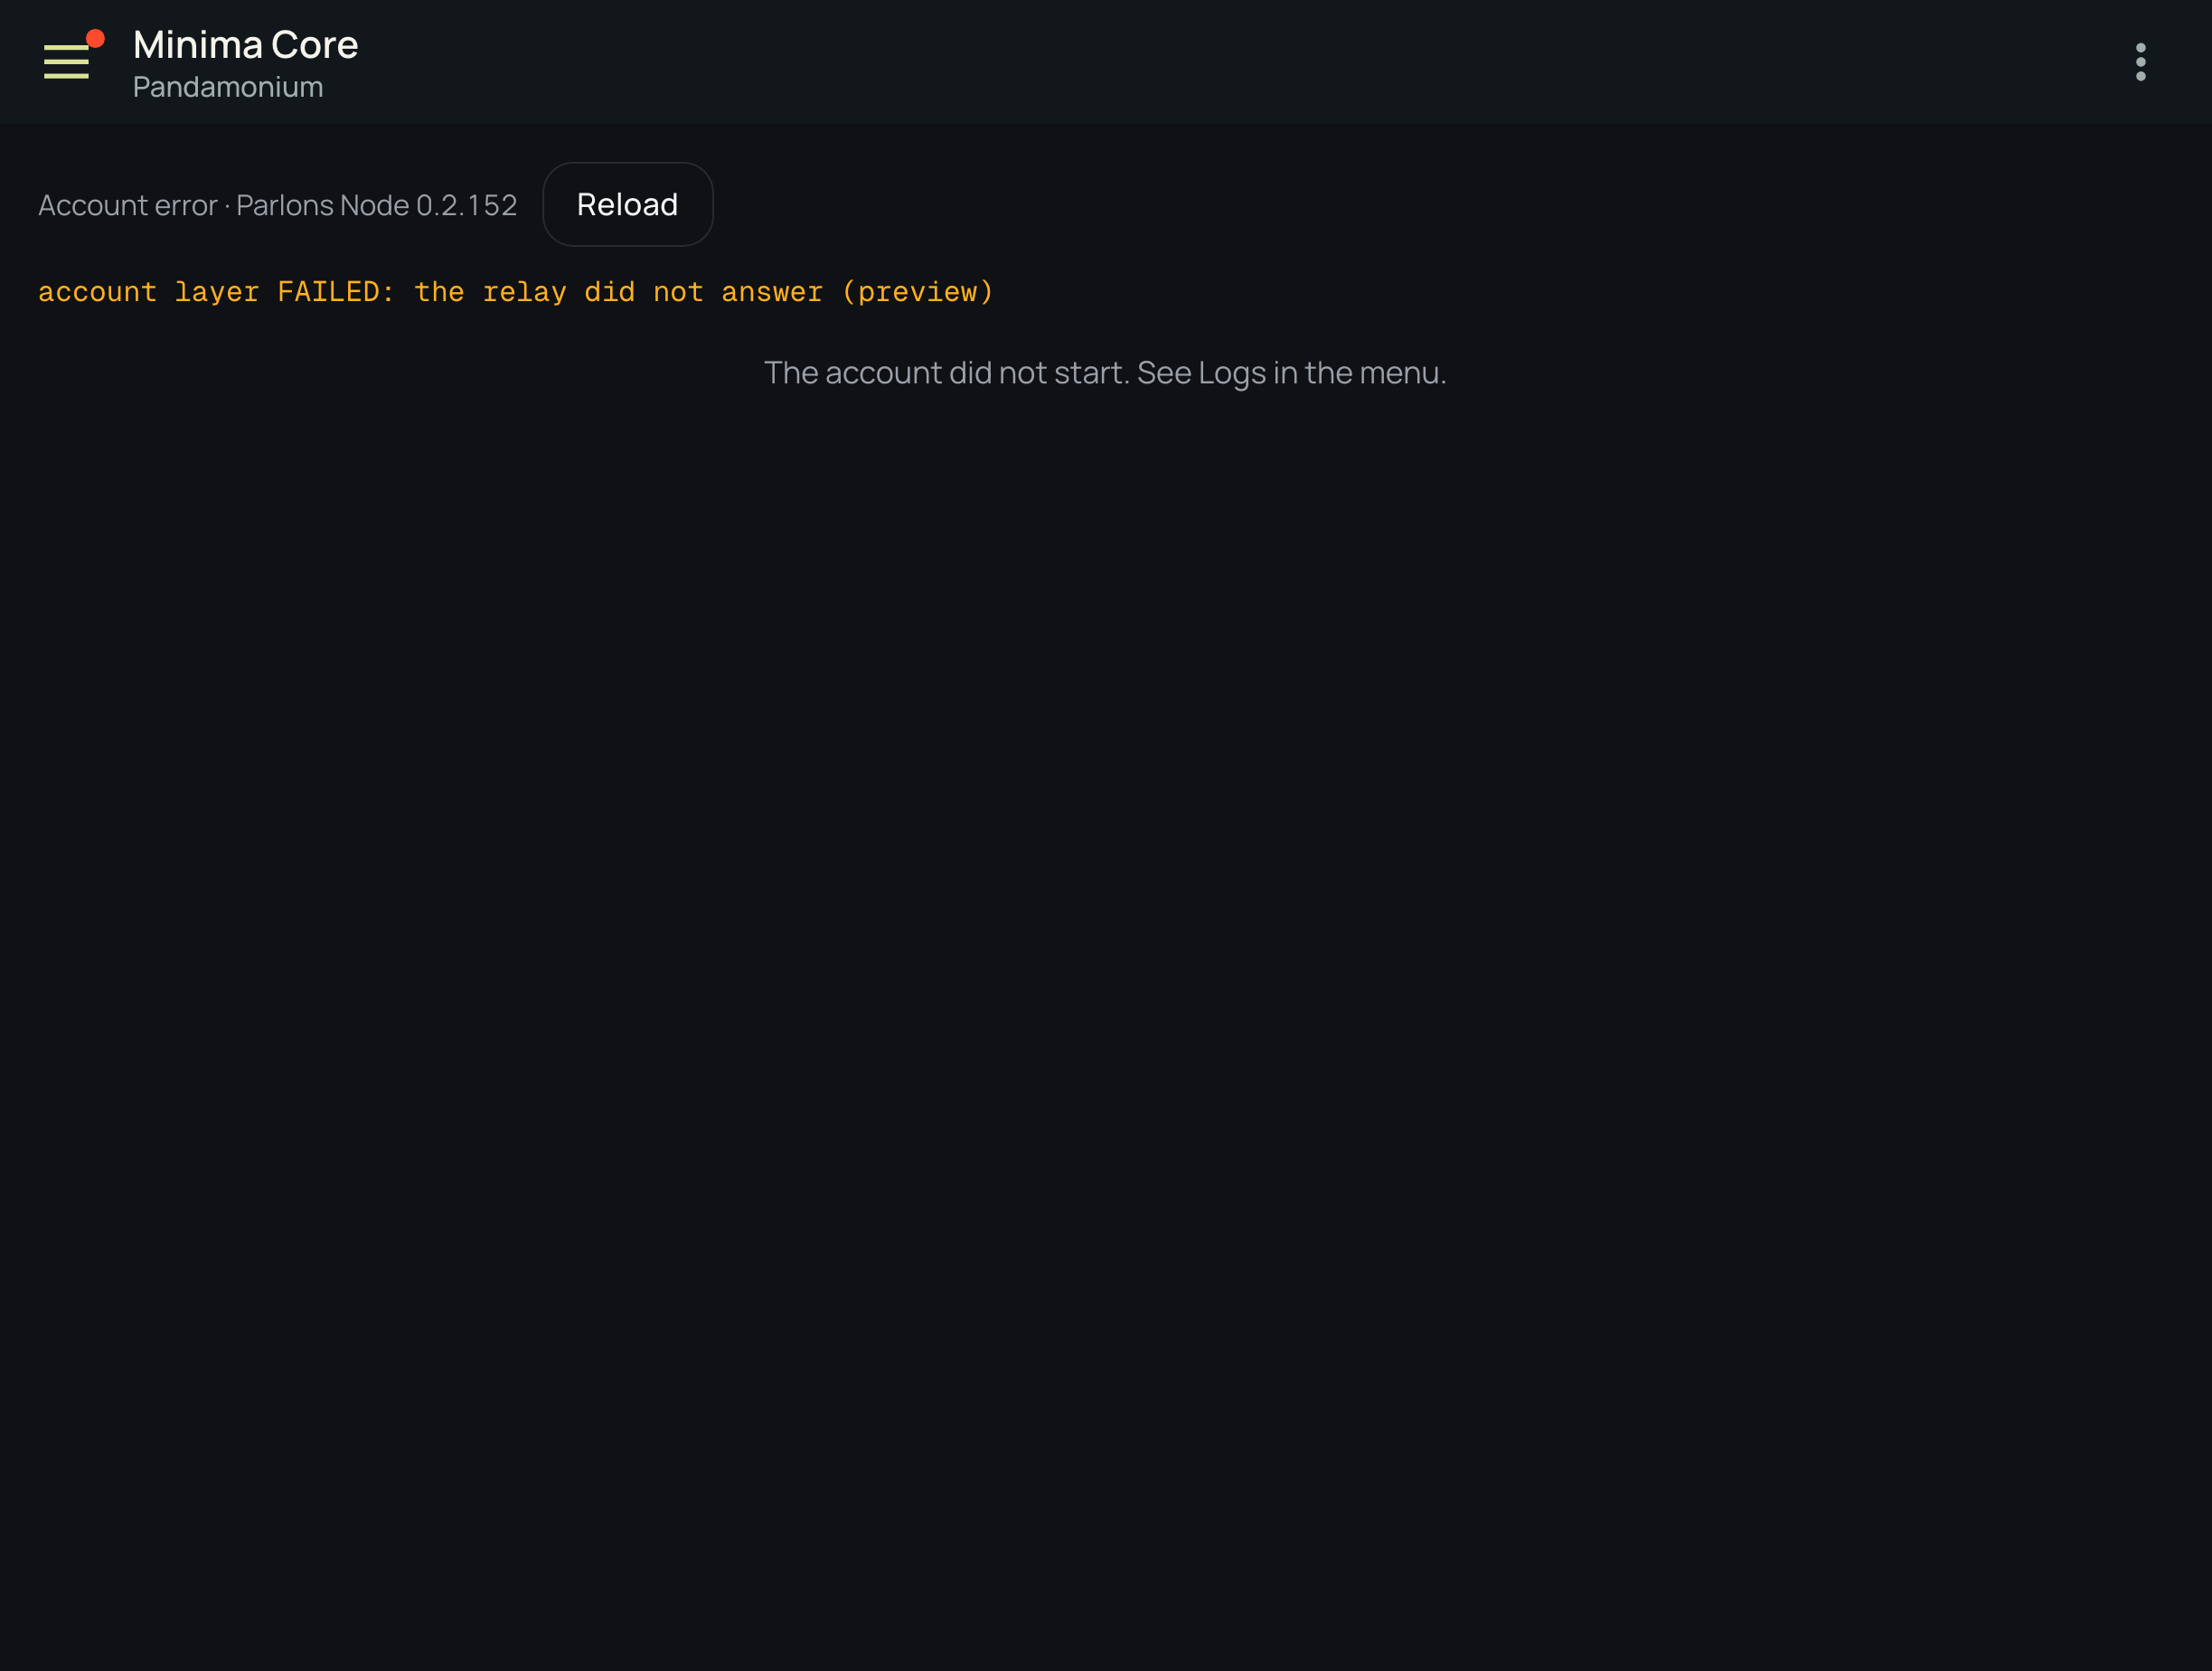 Minima Core
Pandamonium
Account error · Parlons Node 0.2.152
Reload
account layer FAILED: the relay did not answer (preview)
The account did not start. See Logs in the menu.